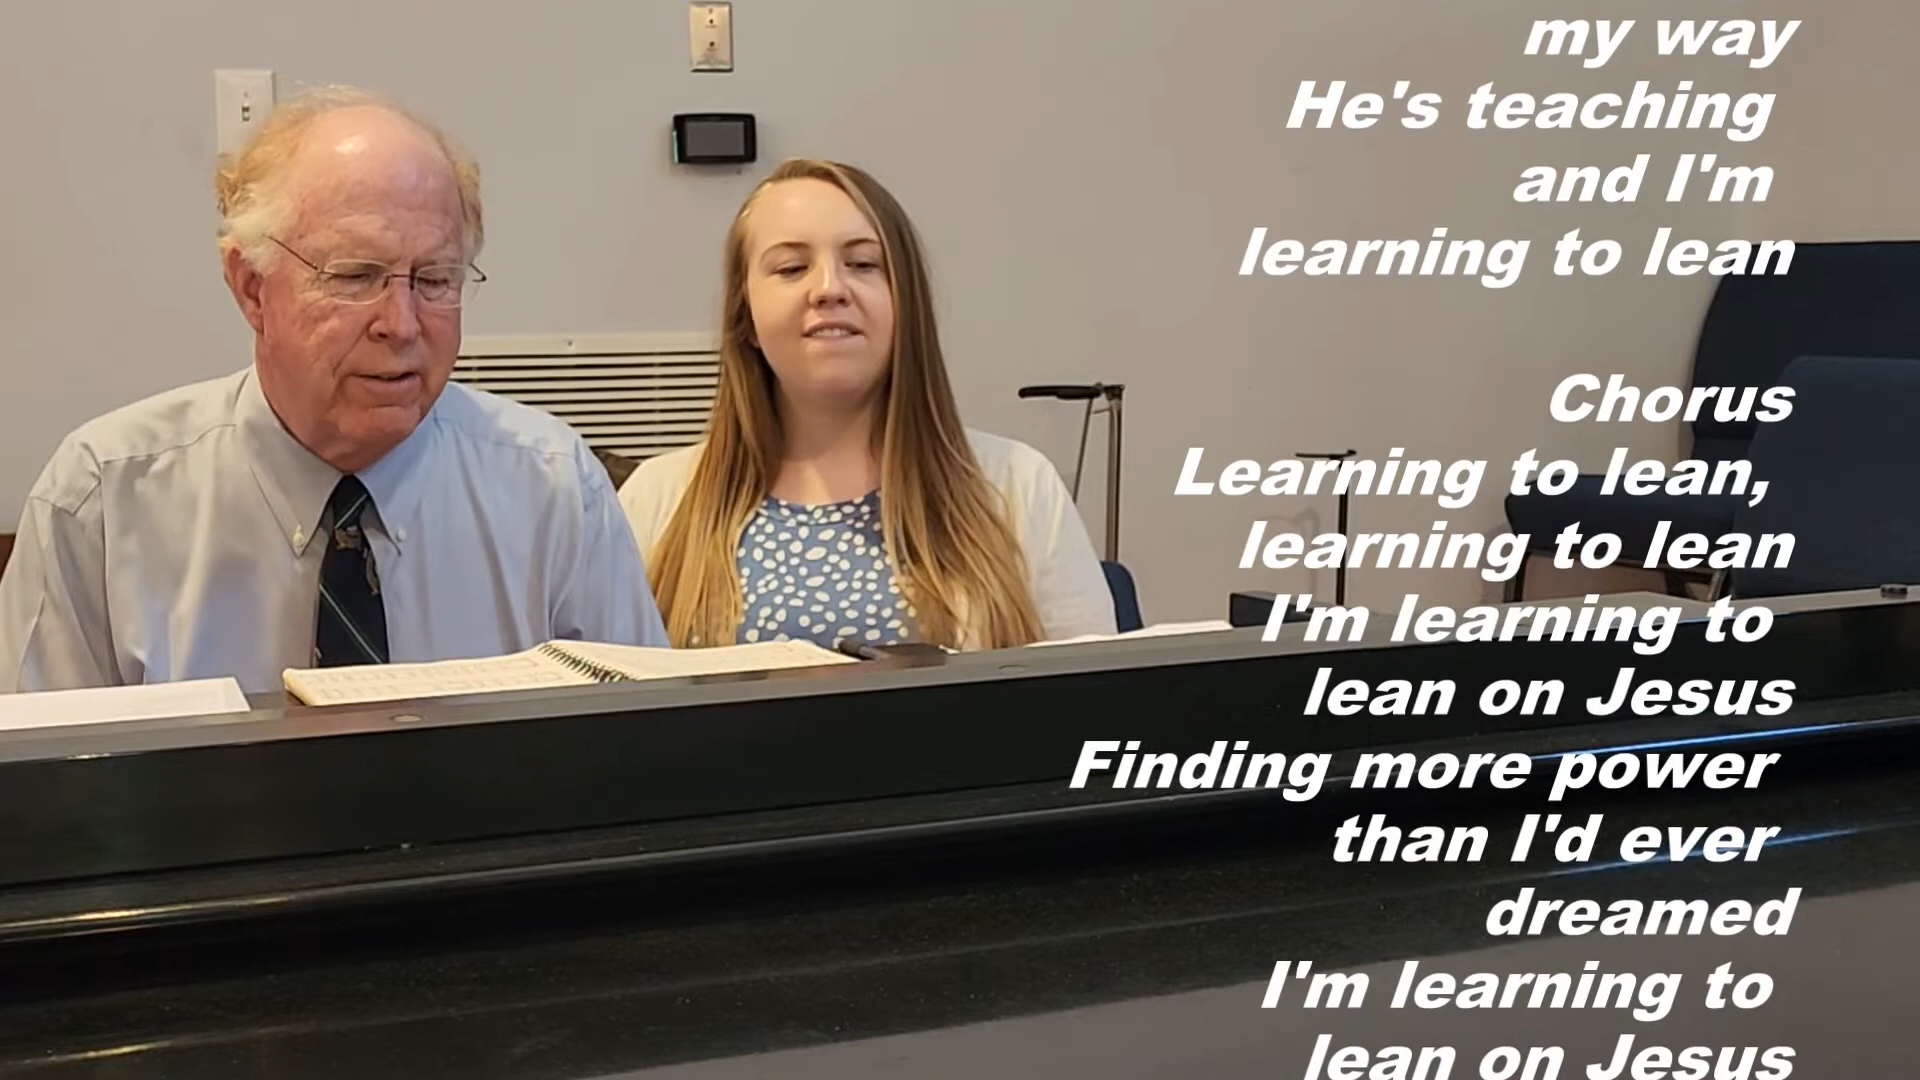 my way
He's teaching
and I'm
learning to lean
Chorus
Learning to lean,
learning to lean
I'm learning to
lean on Jesus
Finding more power
than I'd ever
dreamed
I'm learning to
lean on Jesus